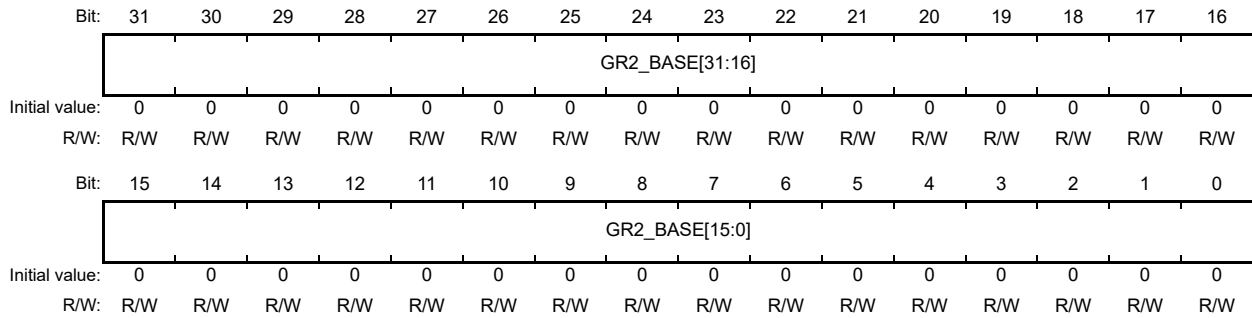 Bit: 31 30 29 28 27 26 25 24 23 22 21 20 19 18 17 16
GR2_BASE[31:16]
Initial value: 0 0 0 0 0 0 0 0 0 0 0 0 0 0 0 0
R/W: R/W R/W R/W R/W R/W R/W R/W R/W R/W R/W R/W R/W R/W R/W R/W R/W
Bit: 15 14 13 12 11 10 9 8 7 6 5 4 3 2 1 0
GR2_BASE[15:0]
Initial value: 0 0 0 0 0 0 0 0 0 0 0 0 0 0 0 0
R/W: R/W R/W R/W R/W R/W R/W R/W R/W R/W R/W R/W R/W R/W R/W R/W R/W